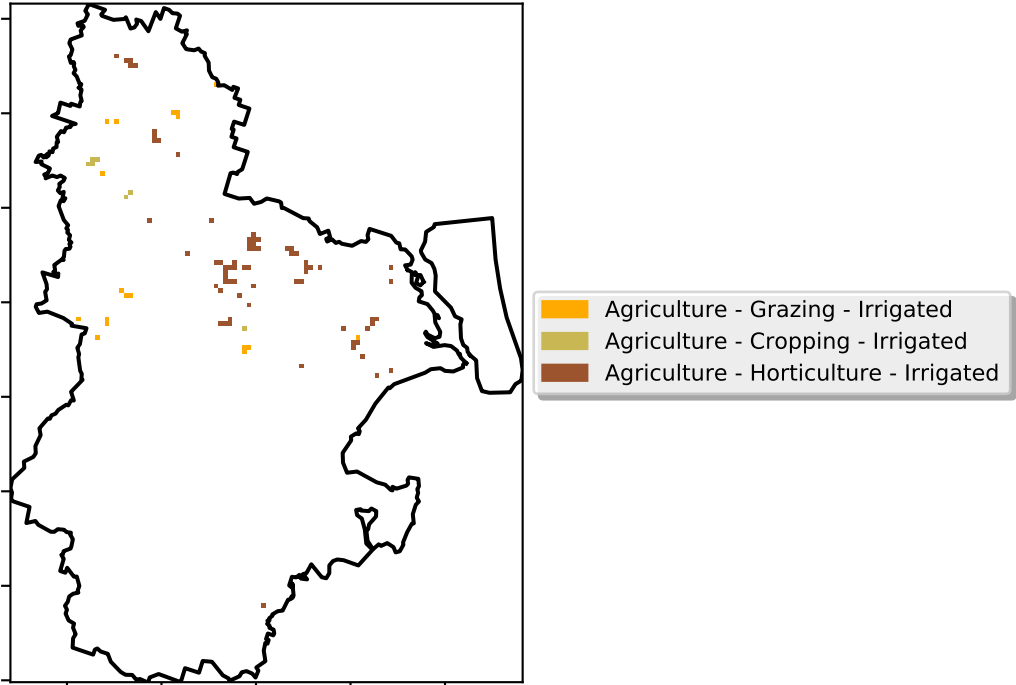 Agriculture - Grazing - Irrigated
Agriculture - Cropping - Irrigated
Agriculture - Horticulture - Irrigated